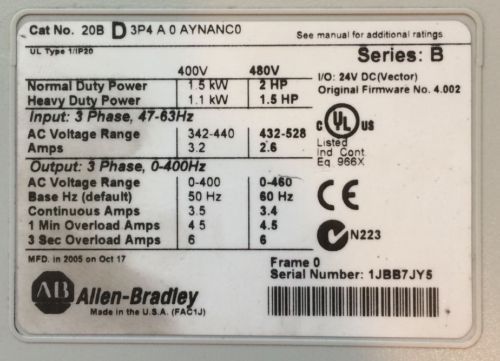 Cat No. 20B D 3P4 A 0 AYNANC0 See manual for additional ratings
UL Type 1/IP20
Series: B
400V 480V
I/O: 24V DC(Vector)
Normal Duty Power 1.5 kW 2 HP
Original Firmware No. 4.002
Heavy Duty Power 1.1 kW 1.5 HP
Input: 3 Phase, 47-63Hz
AC Voltage Range 342-440 432-528
Amps 3.2 2.6
C UL US
Listed
Ind Cont.
Eq. 966X
Output: 3 Phase, 0-400Hz
AC Voltage Range 0-400 0-460
Base Hz (default) 50 Hz 60 Hz
Continuous Amps 3.5 3.4
1 Min Overload Amps 4 5 4.5
3 Sec Overload Amps 6 6
CE
N223
MFD. in 2005 on Oct 17
Frame 0
Serial Number: 1JBB7JY5
AB Allen-Bradley
Made in the U.S.A. (FAC1J)